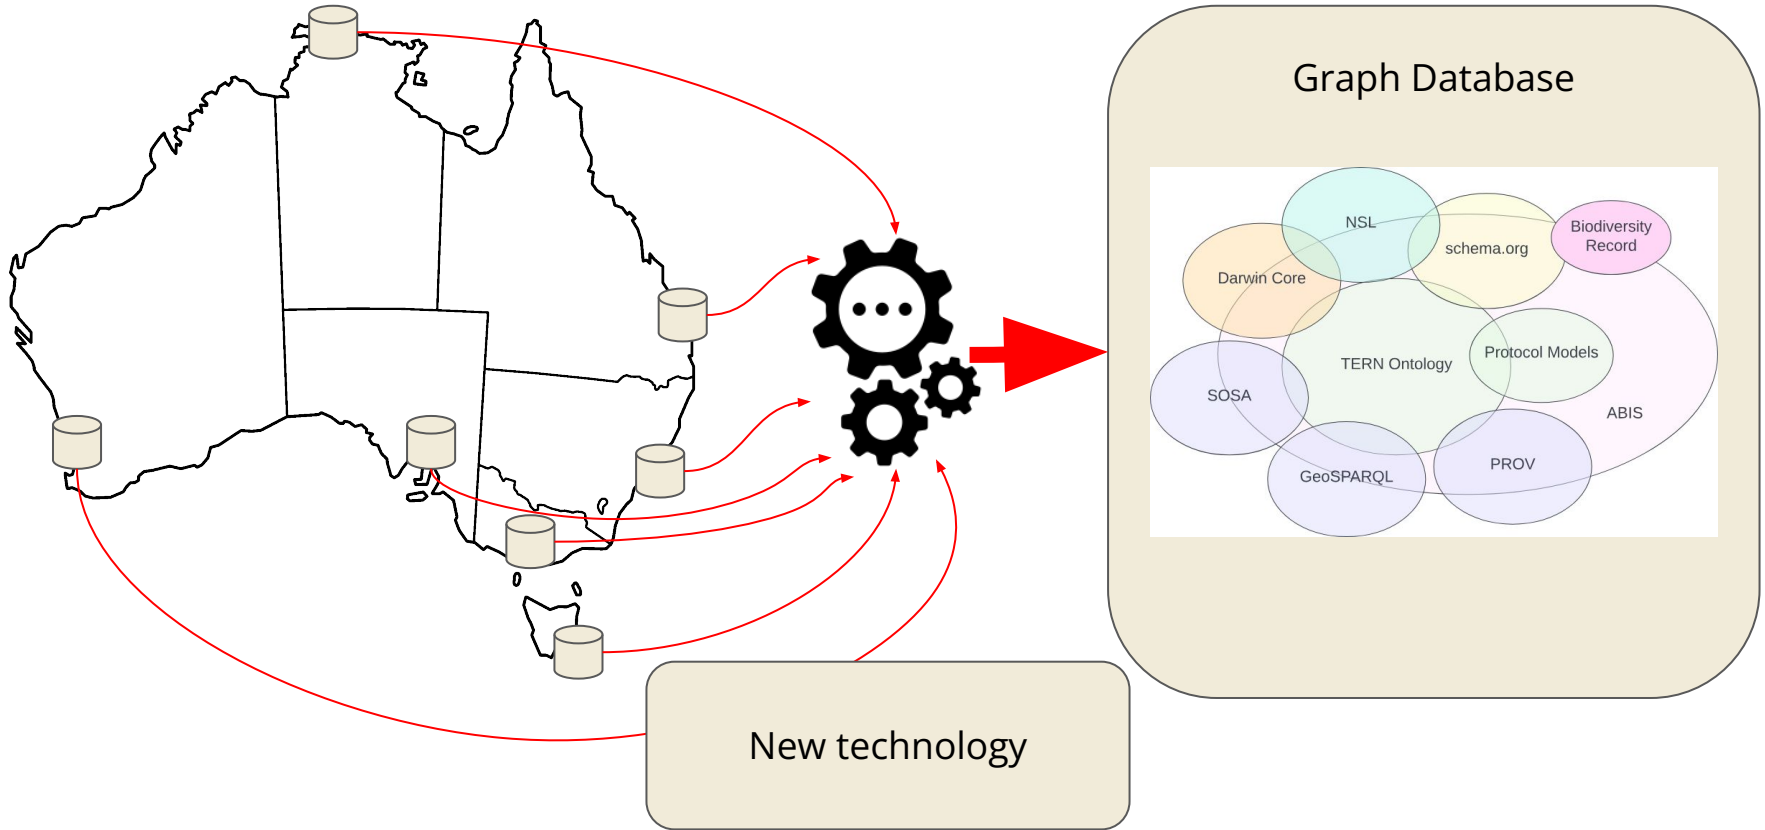 Graph Database
NSL
schema.org
Biodiversity
Record
Darwin Core
TERN Ontology
Protocol Models
SOSA
ABIS
GeoSPARQL
PROV
New technology